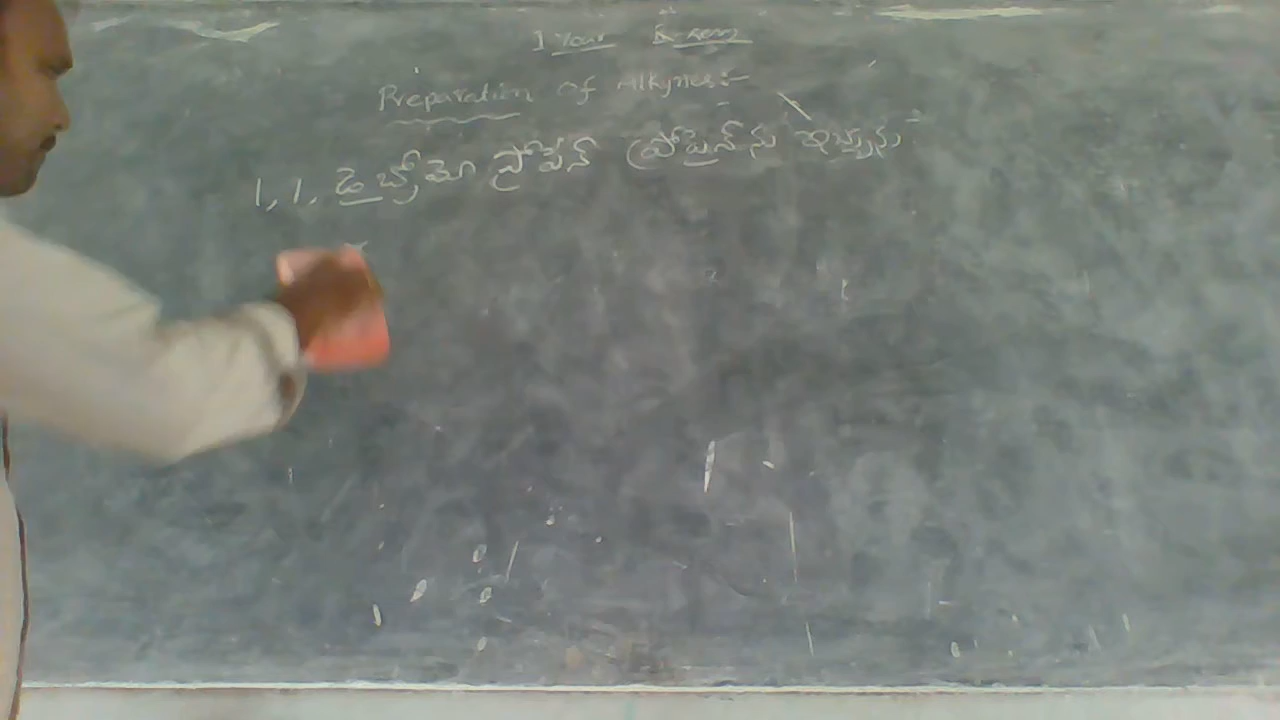 I Year
Preparation of Alkynes:-
1, 1, డైబ్రోమో ప్రోపేన్ ప్రోపైన్ ను ఇచ్చును